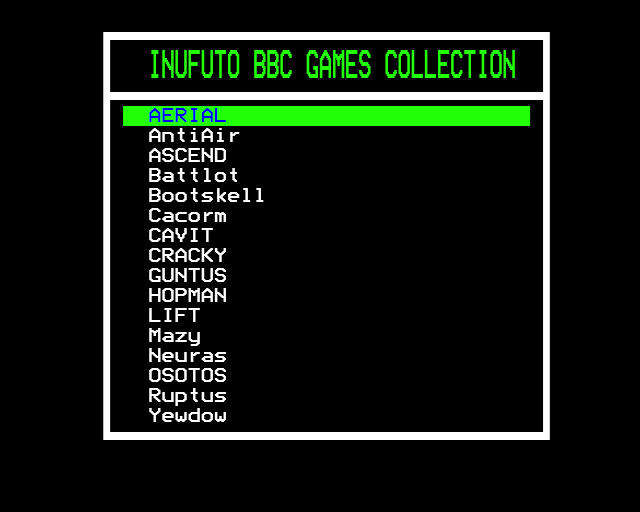 INUFUTO BBC GAMES COLLECTION
AERIAL
AntiAir
ASCEND
Battlot
Bootskell
Cacorm
CAVIT
CRACKY
GUNTUS
HOPMAN
LIFT
Mazy
Neuras
OSOTOS
Ruptus
Yewdow